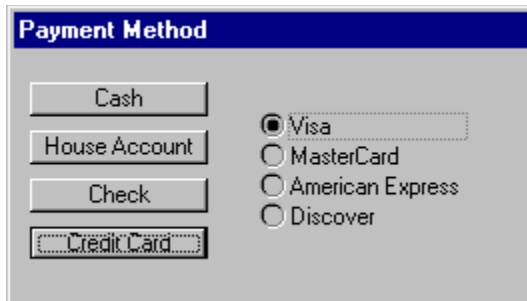 Payment Method
Cash
House Account
Check
Credit Card
Visa
MasterCard
American Express
Discover